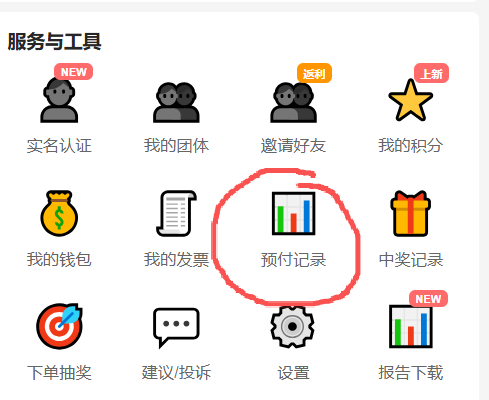 服务与工具
NEW
返利
上新
实名认证
我的团体
邀请好友
我的积分
$
我的钱包
我的发票
预付记录
中奖记录
NEW
下单抽奖
建议/投诉
设置
报告下载